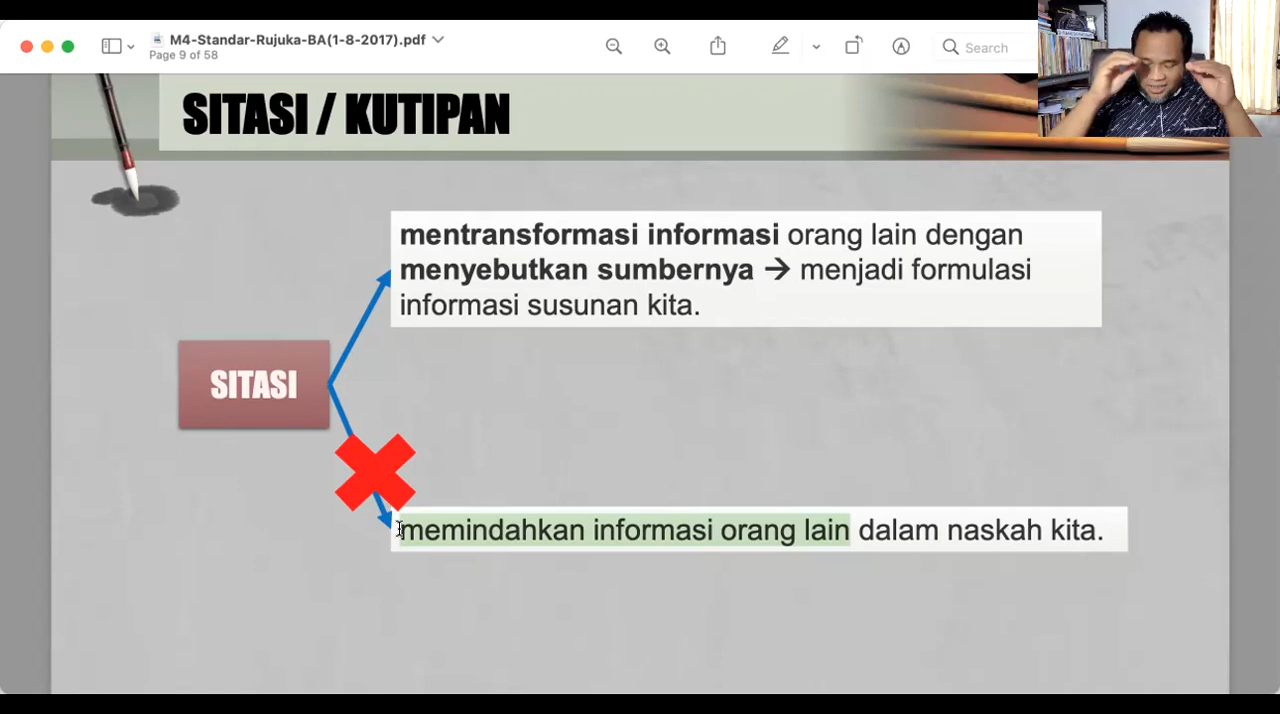 M4-Standar-Rujuka-BA(1-8-2017).pdf
Page 9 of 58
Search
SITASI / KUTIPAN
mentransformasi informasi orang lain dengan
menyebutkan sumbernya → menjadi formulasi
informasi susunan kita.
SITASI
memindahkan informasi orang lain dalam naskah kita.